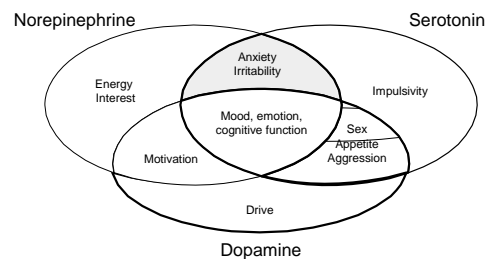 Norepinephrine
Serotonin
Anxiety
Irritability
Energy
Interest
Impulsivity
Mood, emotion,
cognitive function
Sex
Appetite
Aggression
Motivation
Drive
Dopamine